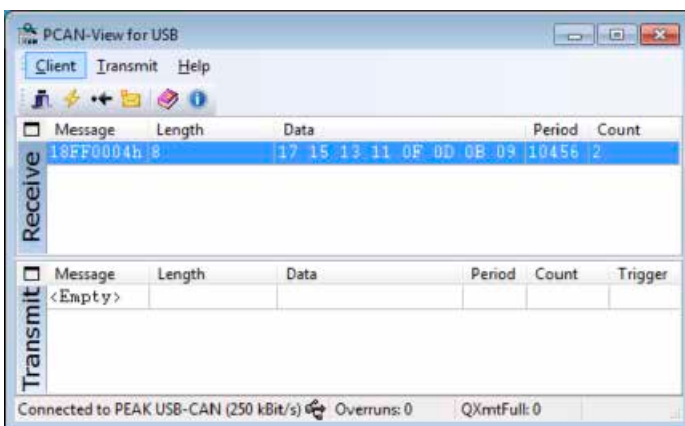 PCAN-View for USB
Client Transmit Help
Message Length Data Period Count
18FF0004h 8 17 15 13 11 0F 0D 0B 09 10456 2
Receive
Message Length Data Period Count Trigger
<Empty>
Transmit
Connected to PEAK USB-CAN (250 kBit/s) Overruns: 0 QXmtFull: 0